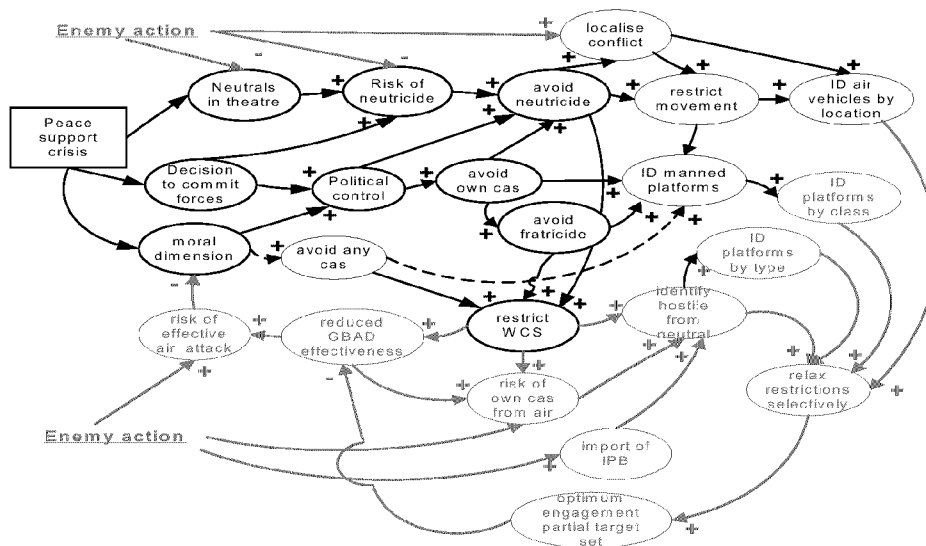 Enemy action
localise
conflict
Neutrals
in theatre
Risk of
neutricide
avoid
neutricide
restrict
movement
ID air
vehicles by
location
Peace
support
crisis
Decision
to commit
forces
Political
control
avoid
own cas
ID manned
platforms
ID
platforms
by class
moral
dimension
avoid any
cas
avoid
fratricide
ID
platforms
by type
risk of
effective
air attack
reduced
GBAD
effectiveness
restrict
WCS
identify
hostile
from
neutral
risk of
own cas
from air
relax
restrictions
selectively
Enemy action
import of
IPB
optimum
engagement
partial target
set